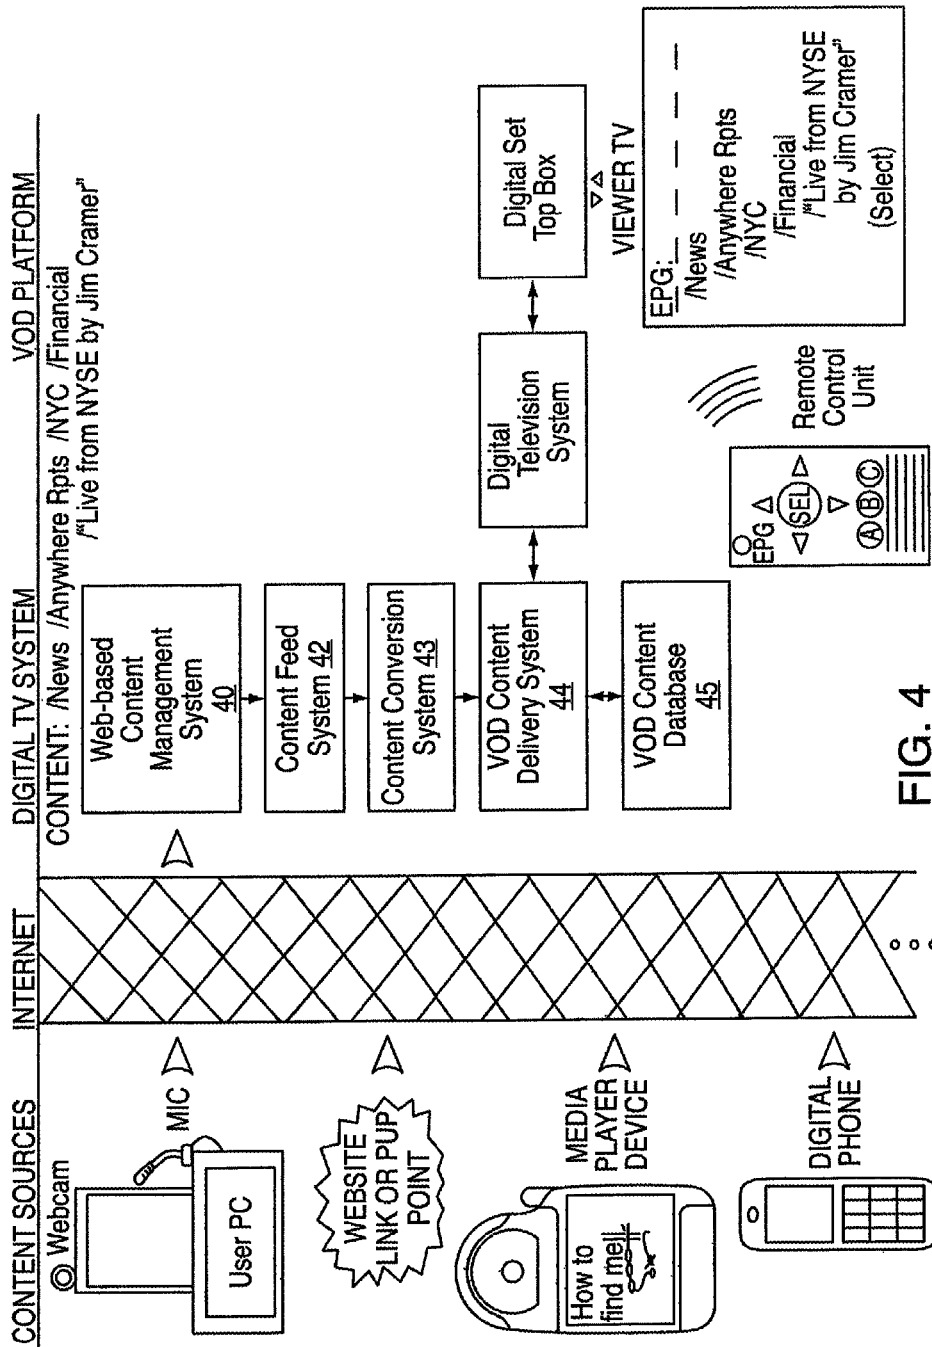 CONTENT SOURCES
INTERNET
DIGITAL TV SYSTEM
VOD PLATFORM
CONTENT: /News /Anywhere Rpts /NYC /Financial
/"Live from NYSE by Jim Cramer"
Webcam
MIC
User PC
WEBSITE
LINK OR PUP
POINT
MEDIA
PLAYER
DEVICE
How to
find me!!
DIGITAL
PHONE
Web-based
Content
Management
System
40
Content Feed
System 42
Content Conversion
System 43
VOD Content
Delivery System
44
VOD Content
Database
45
Digital
Television
System
Digital Set
Top Box
VIEWER TV
EPG:
/News
/Anywhere Rpts
/NYC
/Financial
/"Live from NYSE
by Jim Cramer"
(Select)
EPG
SEL
A B C
Remote
Control
Unit
FIG. 4